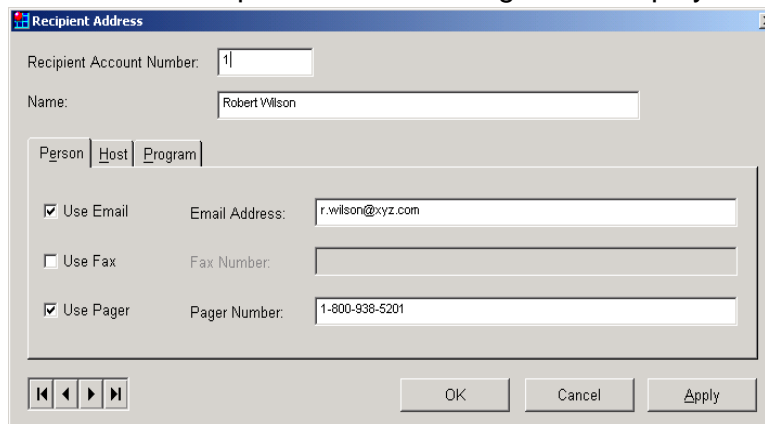 Recipient Address
Recipient Account Number: 1
Name: Robert Wilson
Person Host Program
Use Email Email Address: r.wilson@xyz.com
Use Fax Fax Number:
Use Pager Pager Number: 1-800-938-5201
OK Cancel Apply